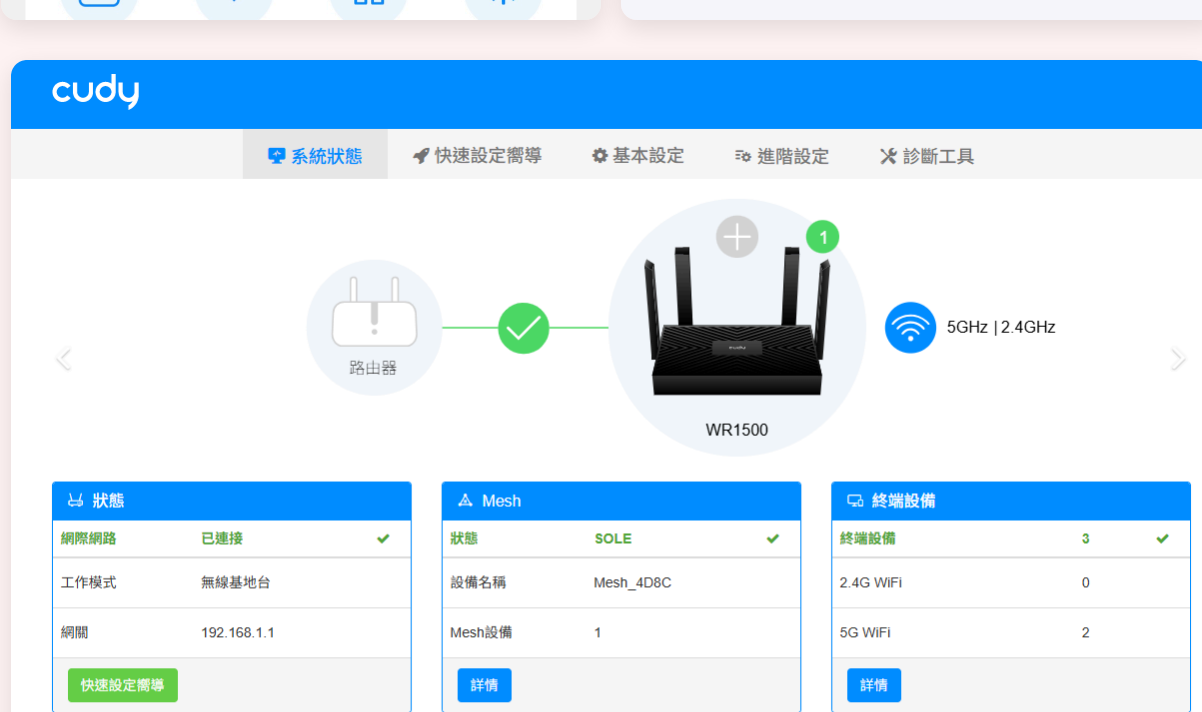 cudy
系統狀態 快速設定嚮導 基本設定 進階設定 診斷工具
1
路由器
5GHz | 2.4GHz
cudy
WR1500
狀態
網際網路 已連接
工作模式 無線基地台
網關 192.168.1.1
快速設定嚮導
Mesh
狀態 SOLE
設備名稱 Mesh_4D8C
Mesh設備 1
詳情
終端設備
終端設備 3
2.4G WiFi 0
5G WiFi 2
詳情